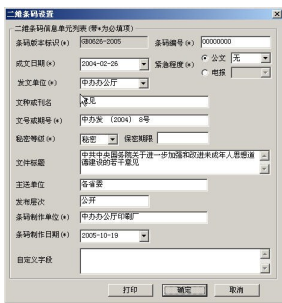 二维条码设置
二维条码信息单元列表(带*为必填项)
条码版本标识(*) GB0626-2005 条码编号(*) 00000000
成文日期(*) 2004-02-26 紧急程度(*) 公文 无
电报
发文单位(*) 中办办公厅
文种或刊名 意见
文号或期号(*) 中办发 (2004) 8号
秘密等级(*) 秘密 保密期限
文件标题 中共中央国务院关于进一步加强和改进未成年人思想道
德建设的若干意见
主送单位 各省委
发布层次 公开
条码制作单位(*) 中办办公厅印刷厂
条码制作日期(*) 2005-10-19
自定义字段
打印 确定 取消